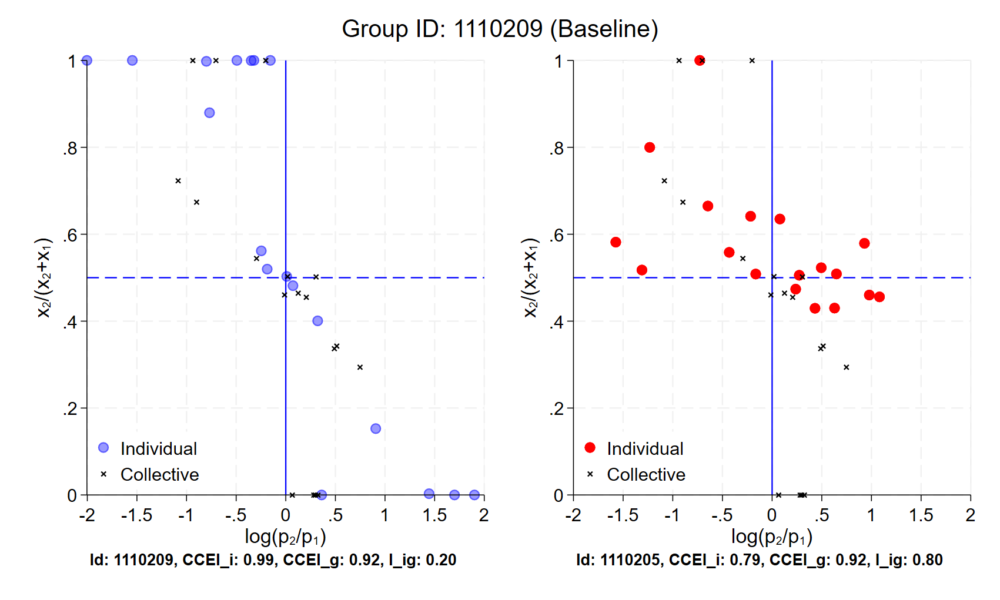 Group ID: 1110209 (Baseline)
x₂/(x₂+x₁)
1
.8
.6
.4
.2
0
Individual
Collective
-2 -1.5 -1 -.5 0 .5 1 1.5 2
log(p₂/p₁)
Id: 1110209, CCEI_i: 0.99, CCEI_g: 0.92, I_ig: 0.20
x₂/(x₂+x₁)
1
.8
.6
.4
.2
0
Individual
Collective
-2 -1.5 -1 -.5 0 .5 1 1.5 2
log(p₂/p₁)
Id: 1110205, CCEI_i: 0.79, CCEI_g: 0.92, I_ig: 0.80